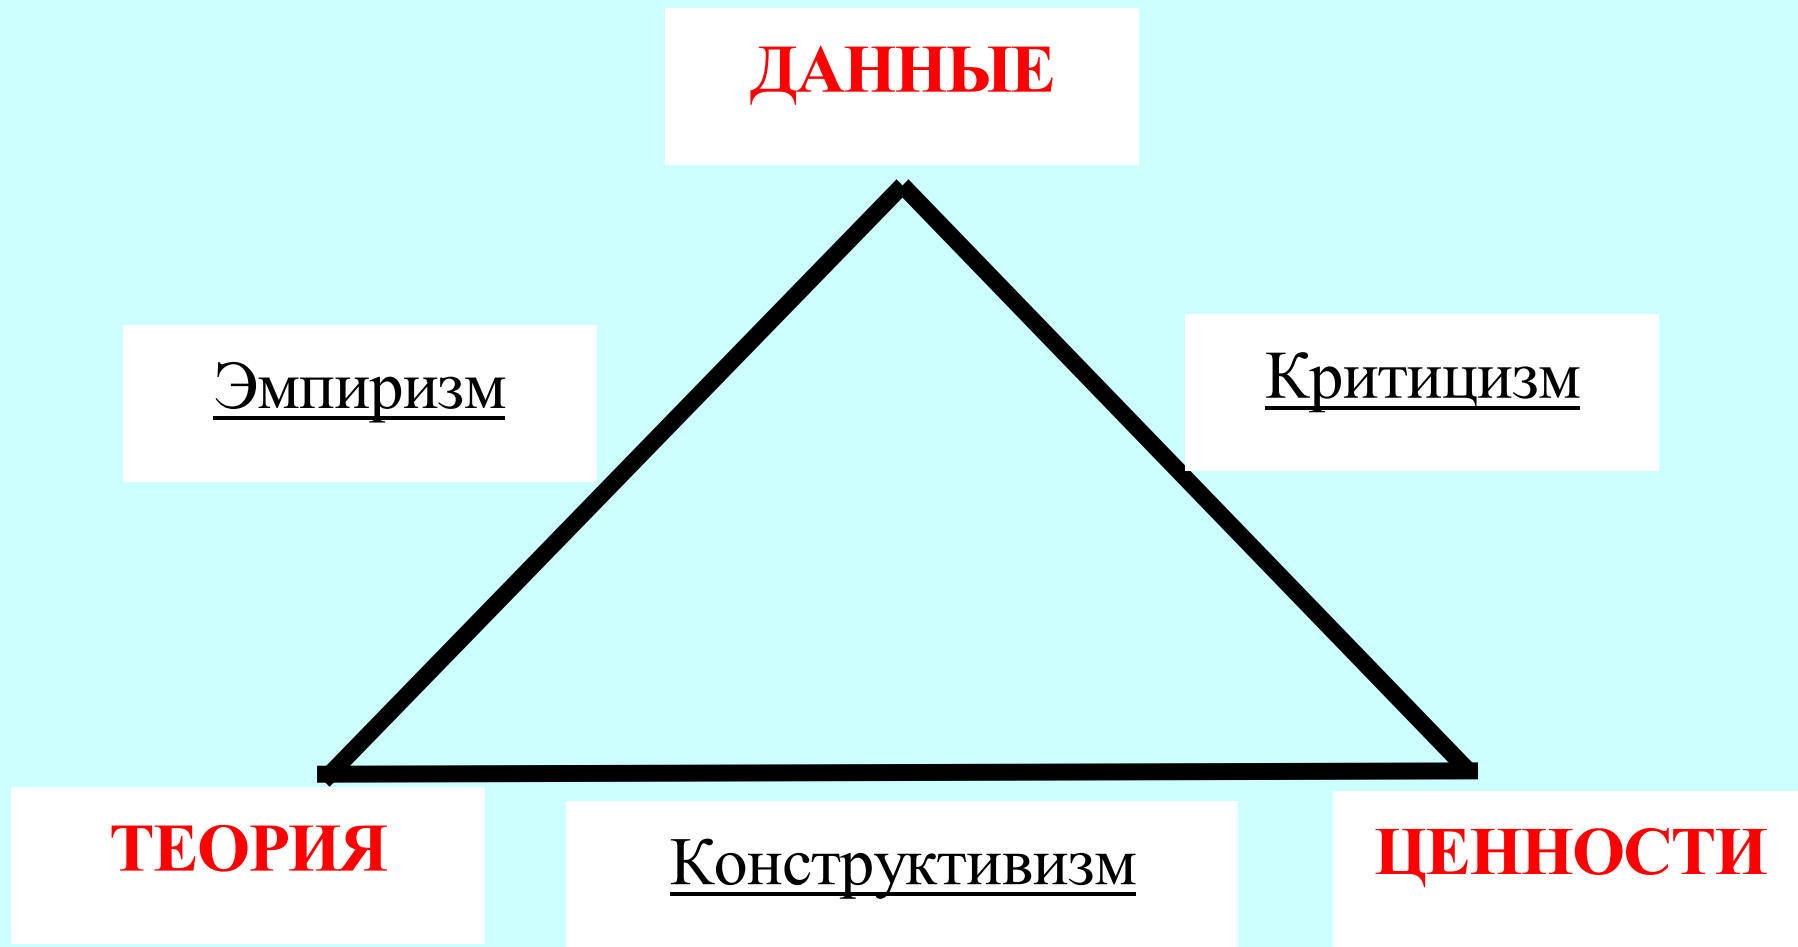 ДАННЫЕ
Эмпиризм
Критицизм
ТЕОРИЯ
Конструктивизм
ЦЕННОСТИ